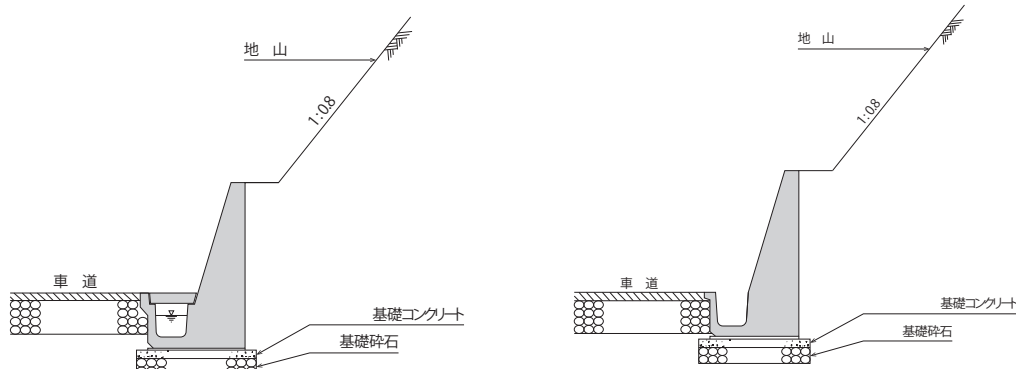 地 山
1:0.8
車 道
基礎コンクリート
基礎砕石
地 山
1:0.8
車 道
基礎コンクリート
基礎砕石